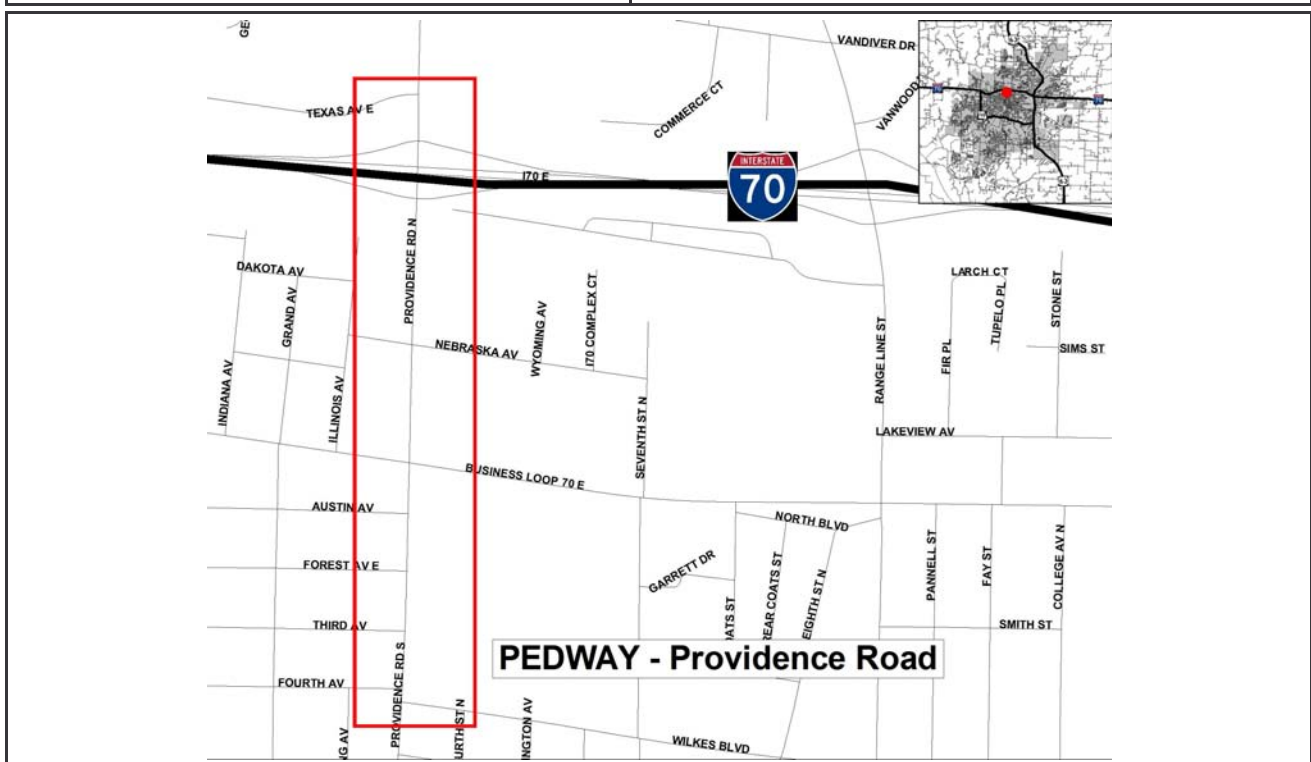 VANDIVER DR
TEXAS AV E
COMMERCE CT
INTERSTATE
70
I70 E
PROVIDENCE RD N
DAKOTA AV
GRAND AV
LARCH CT
TUPELO PL
STONE ST
I70 COMPLEX CT
WYOMING AV
NEBRASKA AV
RANGE LINE ST
FIR PL
SIMS ST
INDIANA AV
ILLINOIS AV
SEVENTH ST N
LAKEVIEW AV
BUSINESS LOOP 70 E
AUSTIN AV
NORTH BLVD
PANNELL ST
FAY ST
COLLEGE AV N
FOREST AV E
GARRETT DR
REAR COATS ST
EIGHTH ST N
THIRD AV
SMITH ST
PEDWAY - Providence Road
PROVIDENCE RD S
FOURTH AV
WILKES BLVD